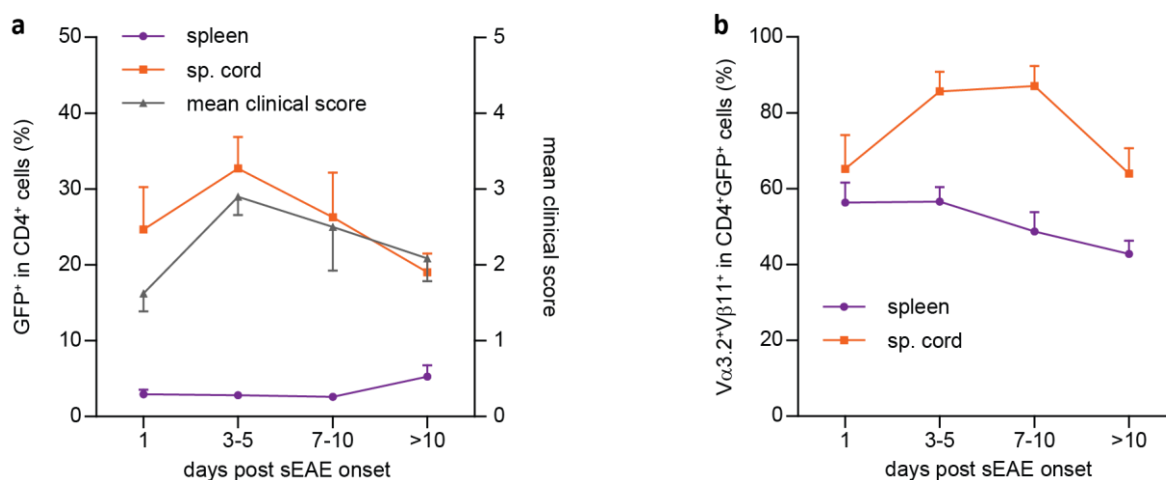 a
GFP⁺ in CD4⁺ cells (%)
50
40
30
20
10
0
spleen
sp. cord
mean clinical score
5
4
3
2
1
0
mean clinical score
1 3-5 7-10 >10
days post sEAE onset
b
Vα3.2⁺Vβ11⁺ in CD4⁺GFP⁺ cells (%)
100
80
60
40
20
0
spleen
sp. cord
1 3-5 7-10 >10
days post sEAE onset